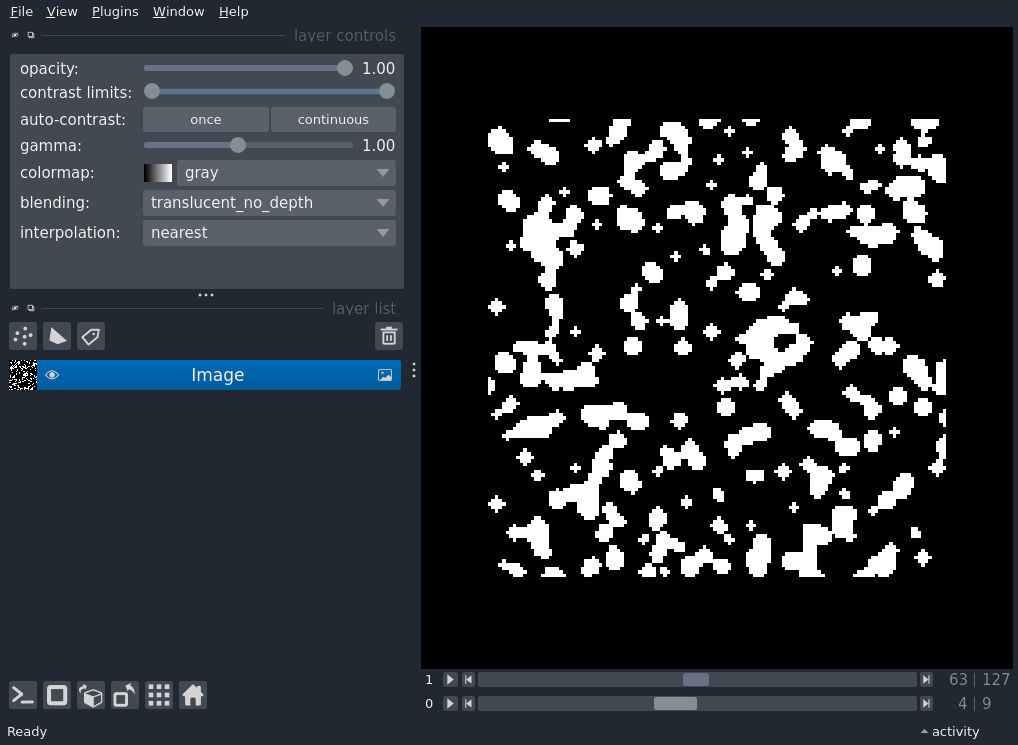 File View Plugins Window Help
layer controls
opacity: 1.00
contrast limits:
auto-contrast: once continuous
gamma: 1.00
colormap: gray
blending: translucent_no_depth
interpolation: nearest
layer list
Image
1 63 | 127
0 4 | 9
Ready activity